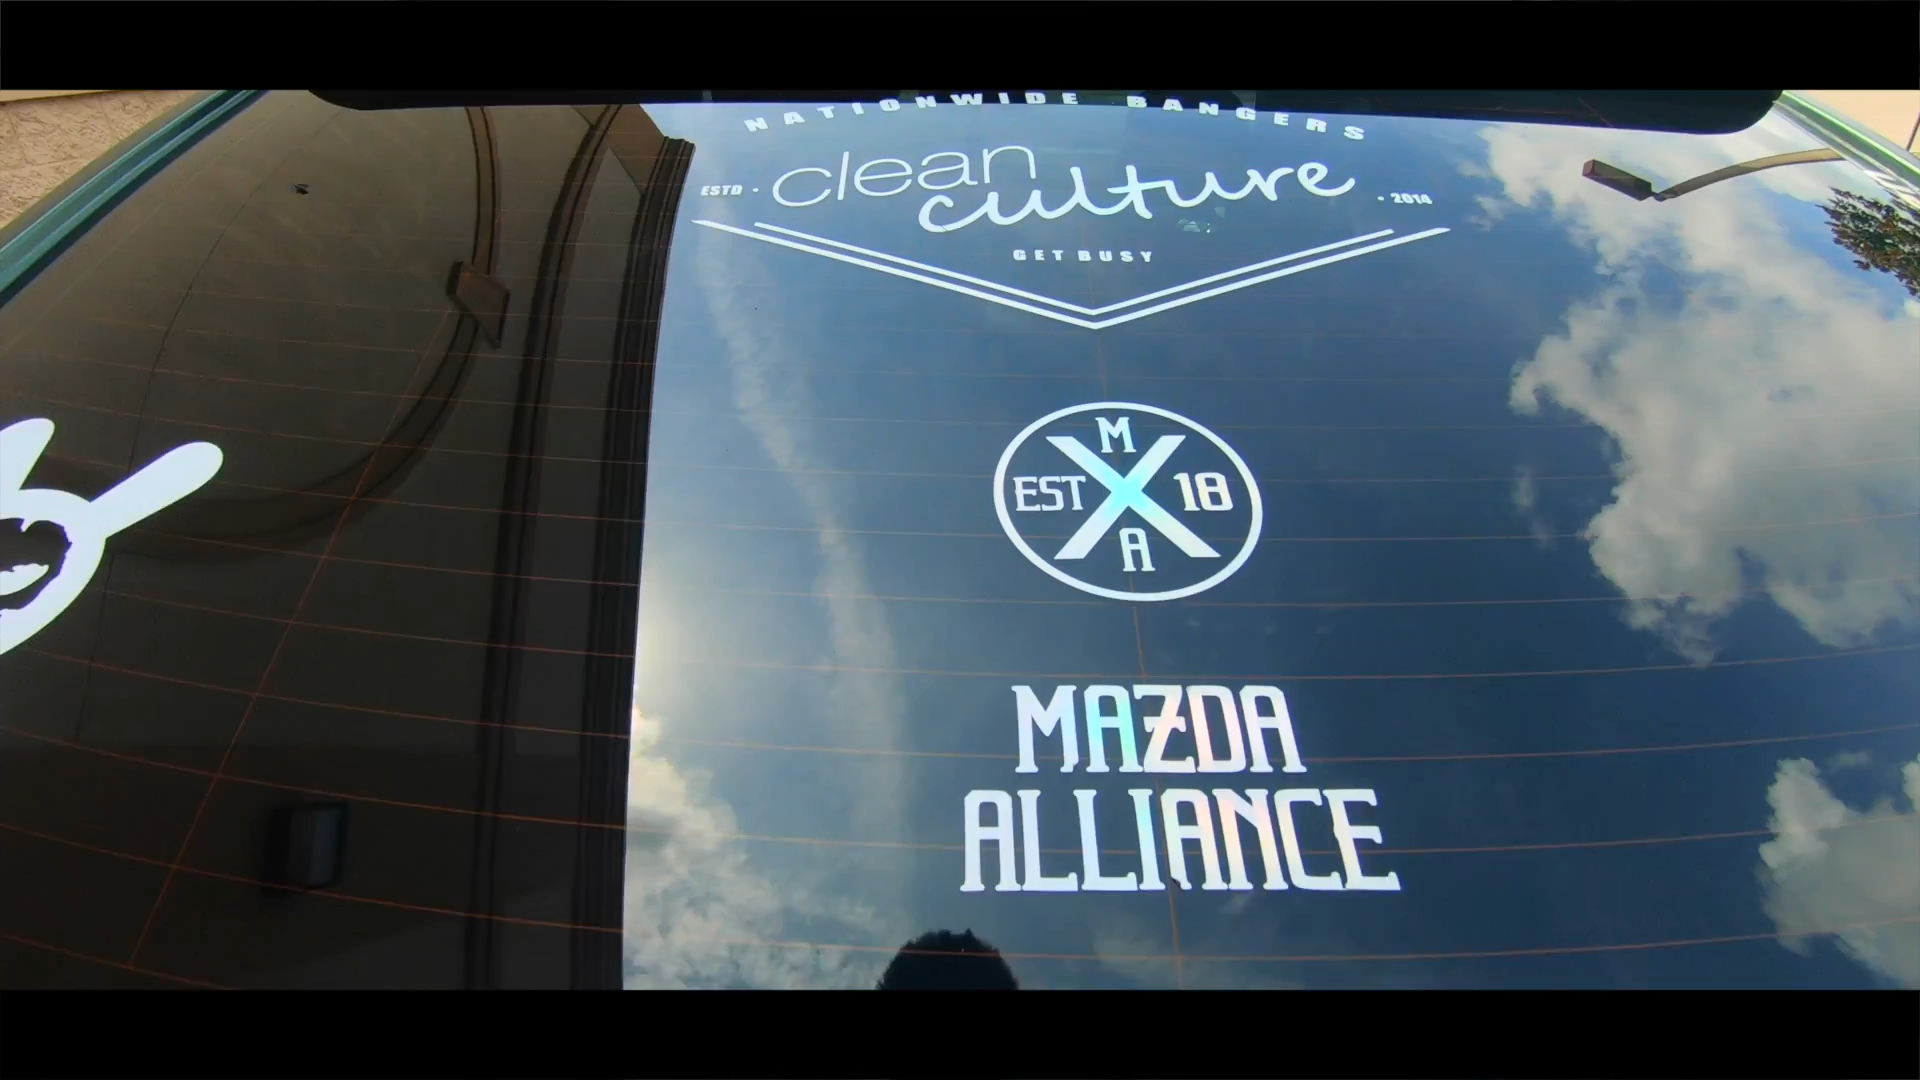 NATIONWIDE BANGERS
clean
ESTD · culture · 2014
GET BUSY
M
EST X 18
A
MAZDA
ALLIANCE